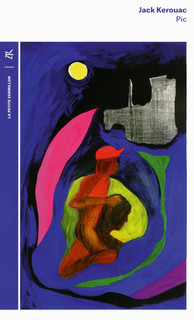 Jack Kerouac
Pic
LA PETITE VERMILLON